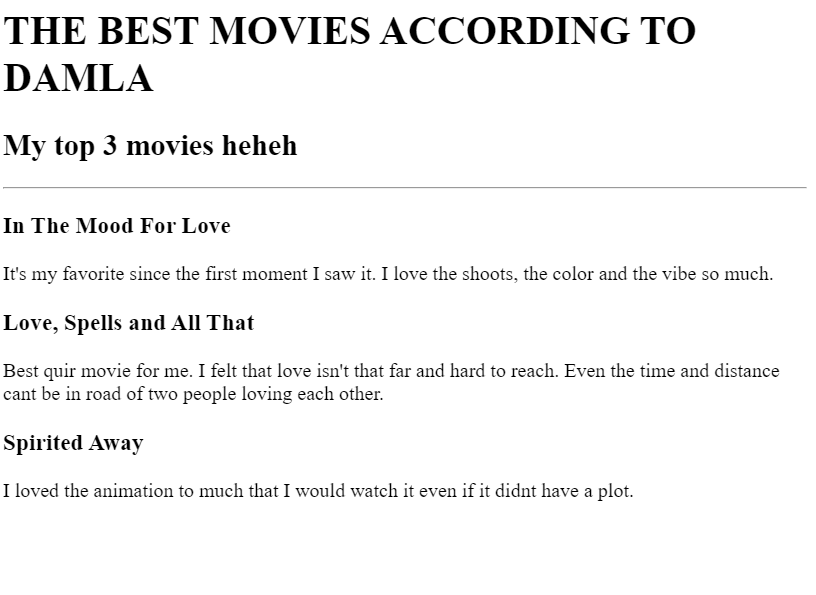 THE BEST MOVIES ACCORDING TO
DAMLA
My top 3 movies heheh
In The Mood For Love
It's my favorite since the first moment I saw it. I love the shoots, the color and the vibe so much.
Love, Spells and All That
Best quir movie for me. I felt that love isn't that far and hard to reach. Even the time and distance
cant be in road of two people loving each other.
Spirited Away
I loved the animation to much that I would watch it even if it didnt have a plot.